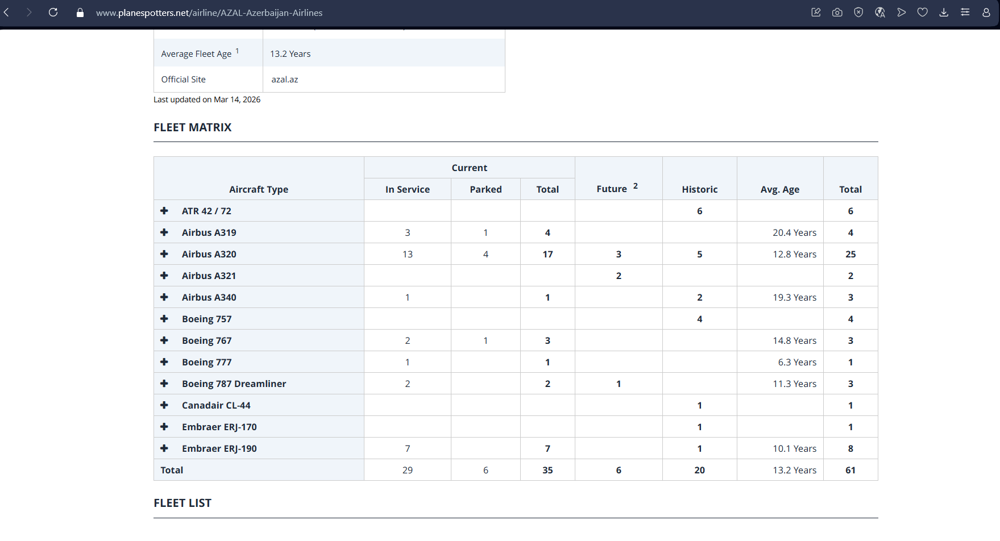 www.planespotters.net/airline/AZAL-Azerbaijan-Airlines
Average Fleet Age 1 13.2 Years
Official Site azal.az
Last updated on Mar 14, 2026
FLEET MATRIX
Current
Aircraft Type In Service Parked Total Future 2 Historic Avg. Age Total
ATR 42 / 72 6 6
Airbus A319 3 1 4 20.4 Years 4
Airbus A320 13 4 17 3 5 12.8 Years 25
Airbus A321 2 2
Airbus A340 1 1 2 19.3 Years 3
Boeing 757 4 4
Boeing 767 2 1 3 14.8 Years 3
Boeing 777 1 1 6.3 Years 1
Boeing 787 Dreamliner 2 2 1 11.3 Years 3
Canadair CL-44 1 1
Embraer ERJ-170 1 1
Embraer ERJ-190 7 7 1 10.1 Years 8
Total 29 6 35 6 20 13.2 Years 61
FLEET LIST